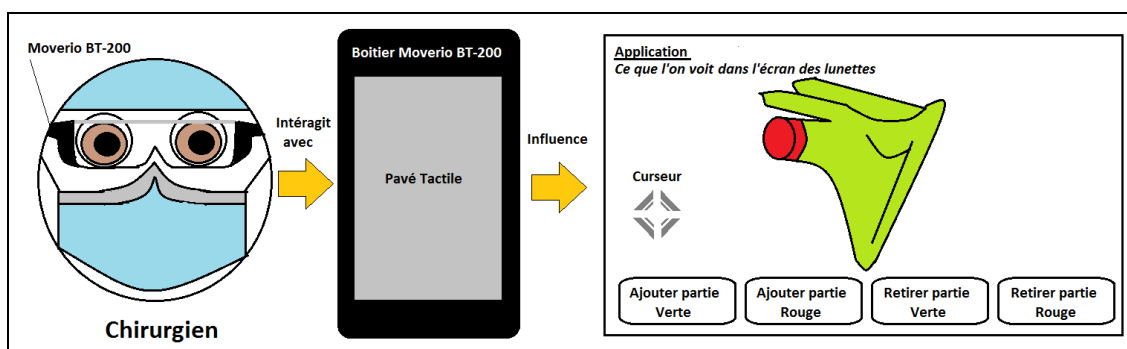 Moverio BT-200
Chirurgien
Intéragit
avec
Boitier Moverio BT-200
Pavé Tactile
Influence
Application
Ce que l'on voit dans l'écran des lunettes
Curseur
Ajouter partie
Verte
Ajouter partie
Rouge
Retirer partie
Verte
Retirer partie
Rouge